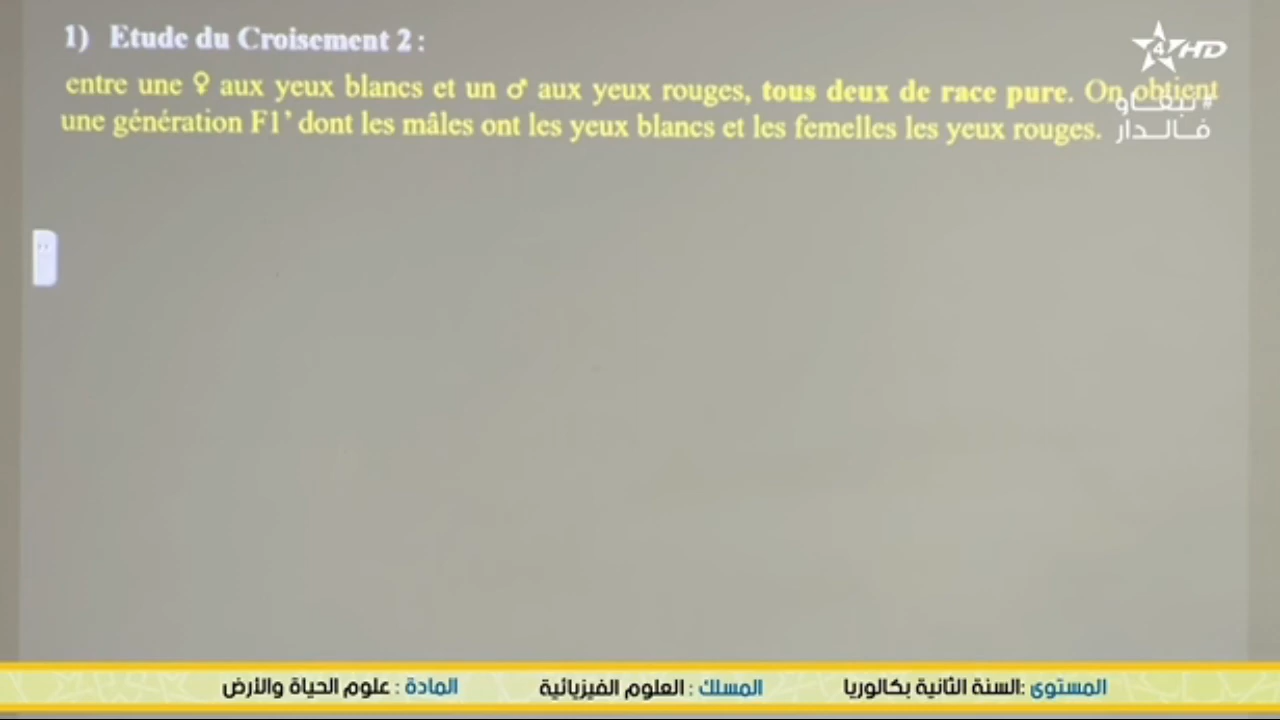 1) Etude du Croisement 2 :
entre une ♀ aux yeux blancs et un ♂ aux yeux rouges, tous deux de race pure. On obtient
une génération F1’ dont les mâles ont les yeux blancs et les femelles les yeux rouges.
4 HD
#نبقاو
فالدار
المستوى : السنة الثانية بكالوريا
المسلك : العلوم الفيزيائية
المادة : علوم الحياة والأرض